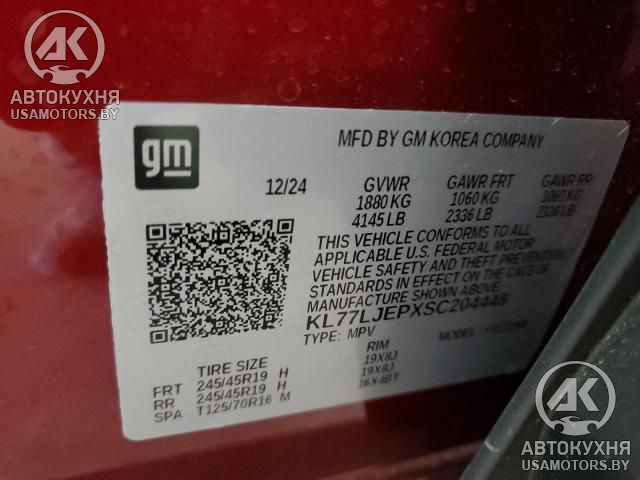 AK
АВТОКУХНЯ
USAMOTORS.BY
gm
MFD BY GM KOREA COMPANY
12/24 GVWR GAWR FRT GAWR RR
1880 KG 1060 KG 1060 KG
4145 LB 2336 LB 2336 LB
THIS VEHICLE CONFORMS TO ALL
APPLICABLE U.S. FEDERAL MOTOR
VEHICLE SAFETY AND THEFT PREVENTION
STANDARDS IN EFFECT ON THE DATE OF
MANUFACTURE SHOWN ABOVE.
KL77LJEPXSC204448
TYPE: MPV MODEL:
TIRE SIZE RIM
FRT 245/45R19 H 19X8J
RR 245/45R19 H 19X8J
SPA T125/70R16 M 16X4BT
AK
АВТОКУХНЯ
USAMOTORS.BY